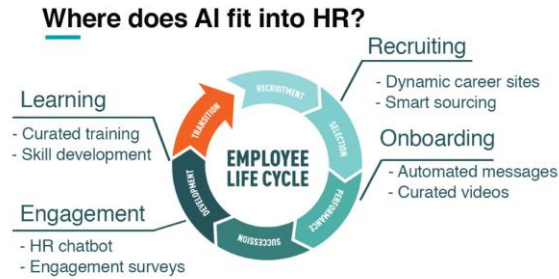 Where does AI fit into HR?
Recruiting
- Dynamic career sites
- Smart sourcing
Onboarding
- Automated messages
- Curated videos
Learning
- Curated training
- Skill development
Engagement
- HR chatbot
- Engagement surveys
EMPLOYEE
LIFE CYCLE
RECRUITMENT
SELECTION
PERFORMANCE
SUCCESSION
DEVELOPMENT
TRANSITION